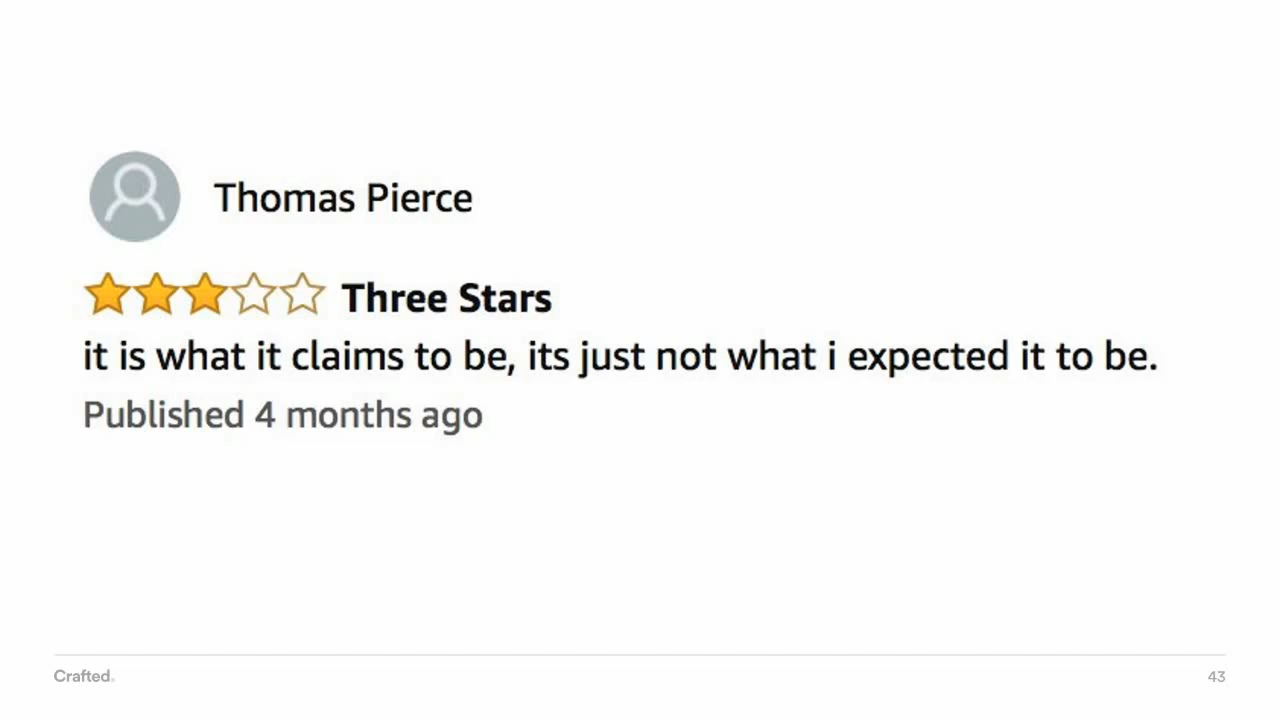 Thomas Pierce
Three Stars
it is what it claims to be, its just not what i expected it to be.
Published 4 months ago
Crafted.
43